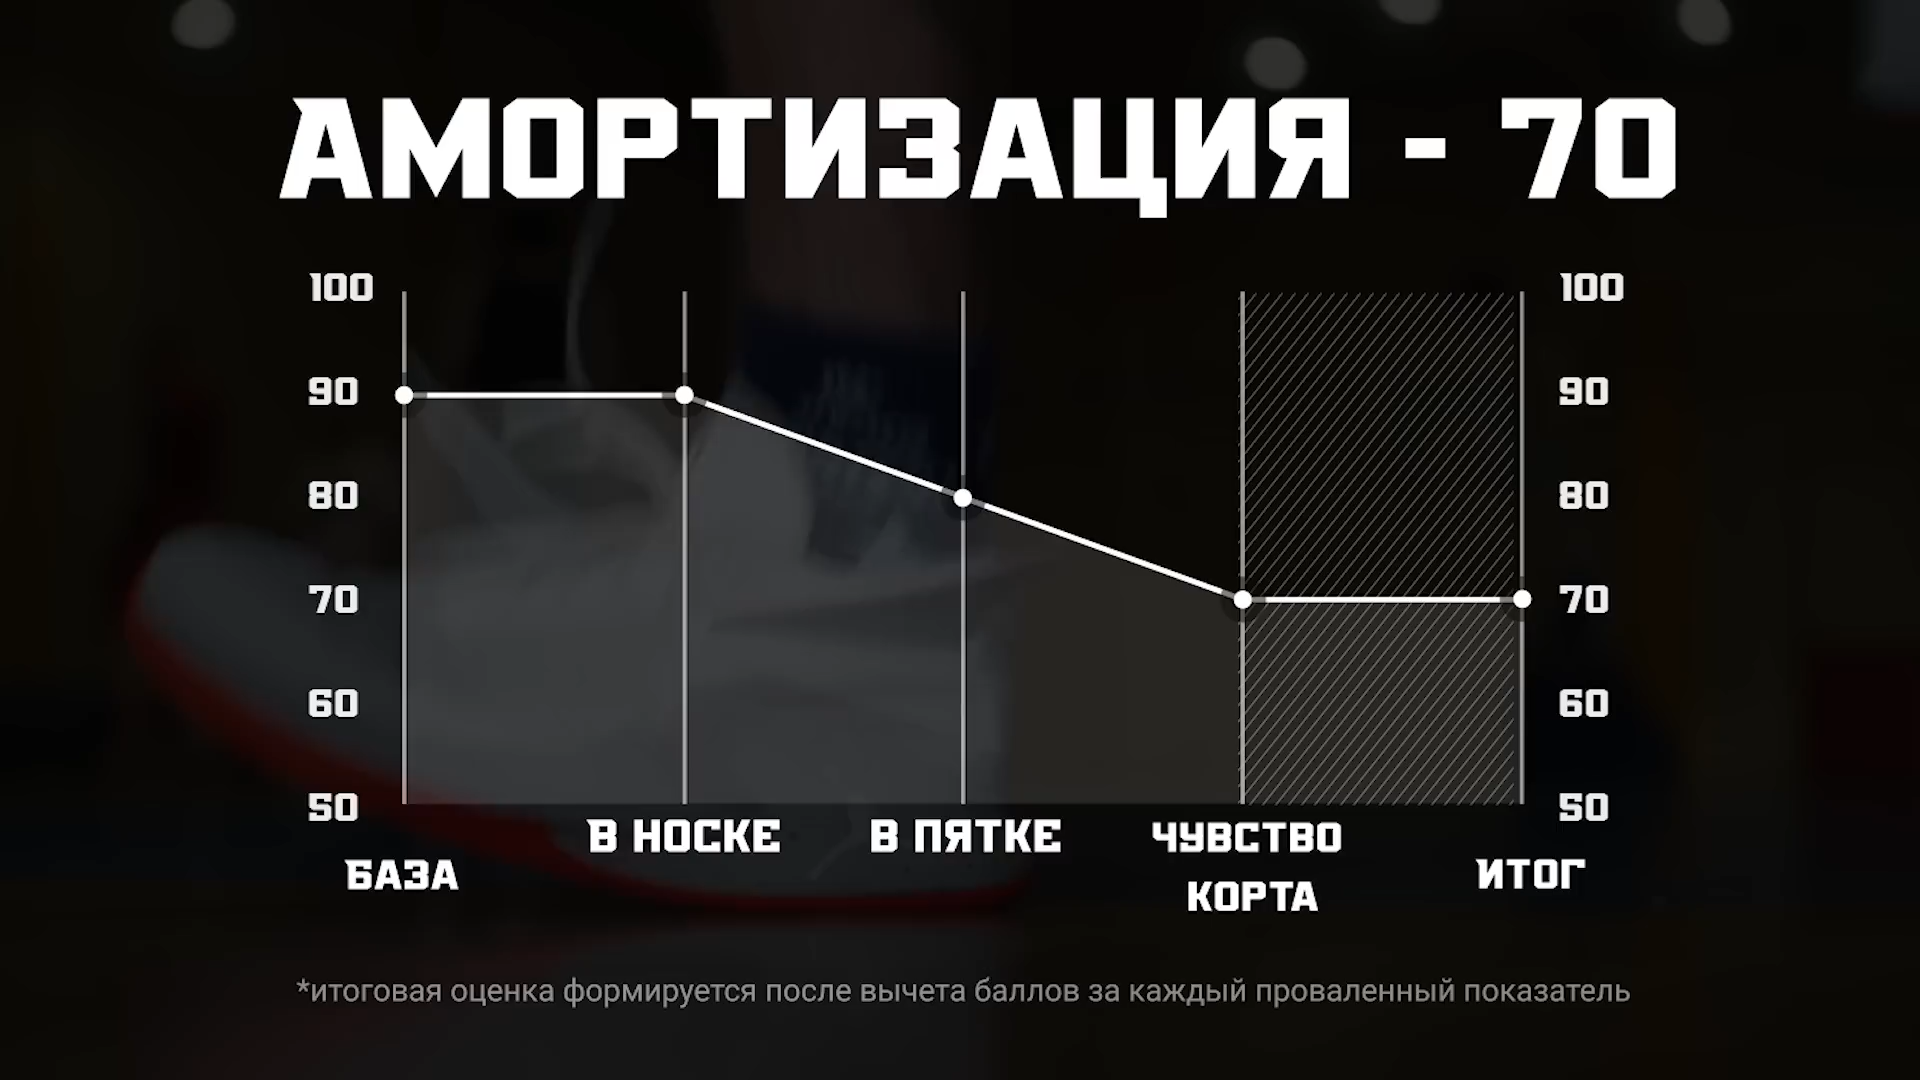 АМОРТИЗАЦИЯ - 70
100 100
90 90
80 80
70 70
60 60
50 50
БАЗА
В НОСКЕ
В ПЯТКЕ
ЧУВСТВО
КОРТА
ИТОГ
*итоговая оценка формируется после вычета баллов за каждый проваленный показатель